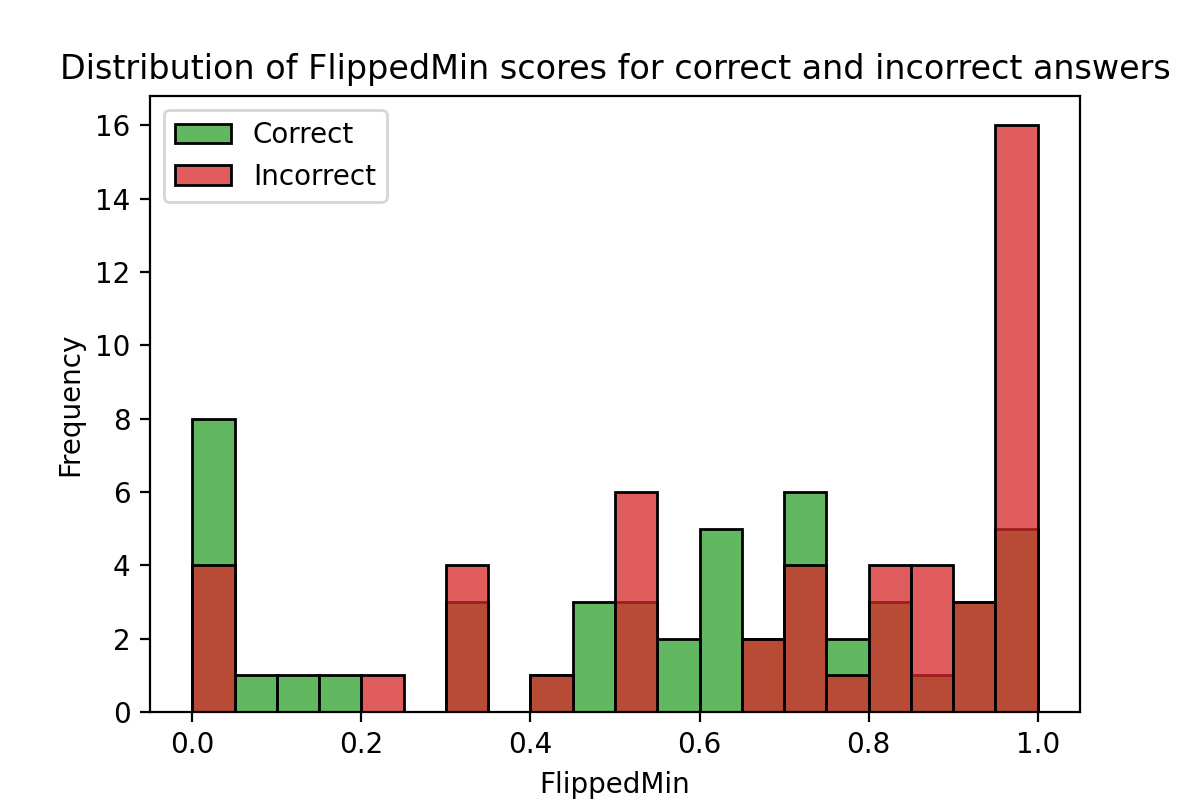 Distribution of FlippedMin scores for correct and incorrect answers
Correct
Incorrect
16
14
12
10
8
6
4
2
0
Frequency
0.0 0.2 0.4 0.6 0.8 1.0
FlippedMin